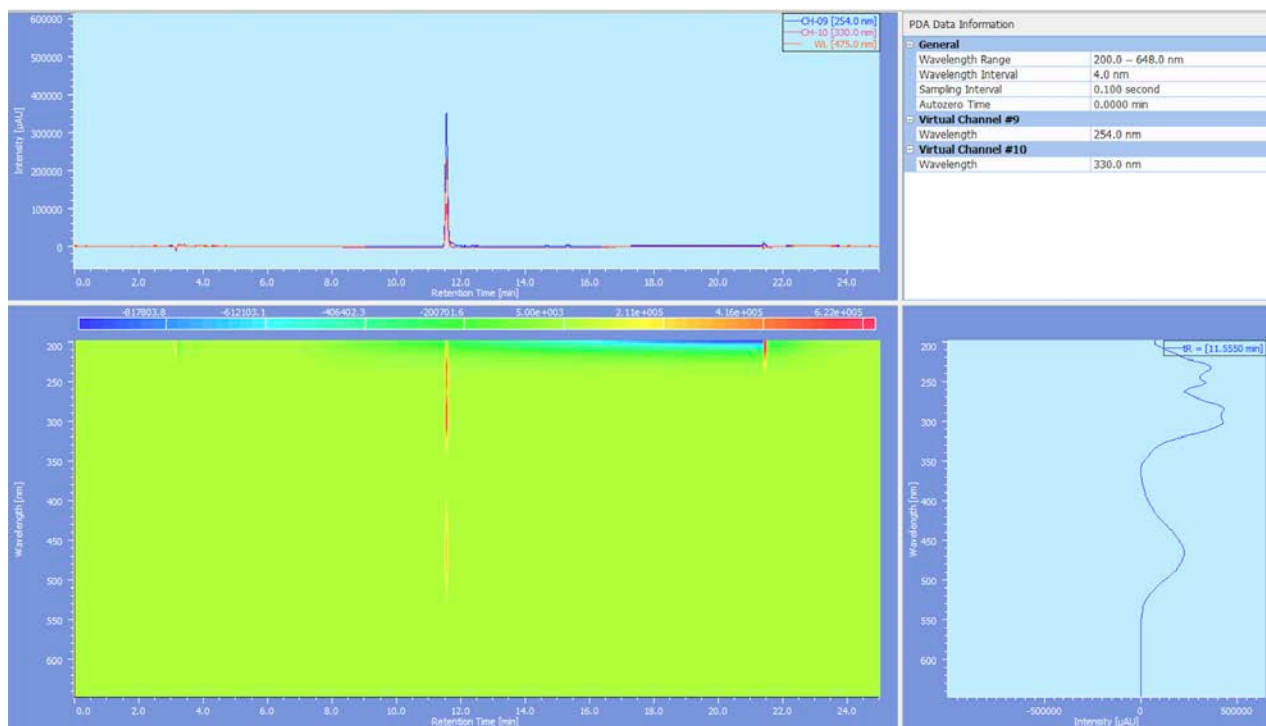 600000
500000
400000
300000
200000
100000
0
Intensity [µAU]
CH-09 [254.0 nm]
CH-10 [330.0 nm]
WL [475.0 nm]
0.0 2.0 4.0 6.0 8.0 10.0 12.0 14.0 16.0 18.0 20.0 22.0 24.0
Retention Time [min]
PDA Data Information
General
Wavelength Range 200.0 – 648.0 nm
Wavelength Interval 4.0 nm
Sampling Interval 0.100 second
Autozero Time 0.0000 min
Virtual Channel #9
Wavelength 254.0 nm
Virtual Channel #10
Wavelength 330.0 nm
-817803.8 -612103.1 -406402.3 -200701.6 5.00e+003 2.11e+005 4.16e+005 6.22e+005
200
250
300
350
400
450
500
550
600
Wavelength [nm]
0.0 2.0 4.0 6.0 8.0 10.0 12.0 14.0 16.0 18.0 20.0 22.0 24.0
Retention Time [min]
tR = [11.5550 min]
200
250
300
350
400
450
500
550
600
Wavelength [nm]
-500000 0 500000
Intensity [µAU]